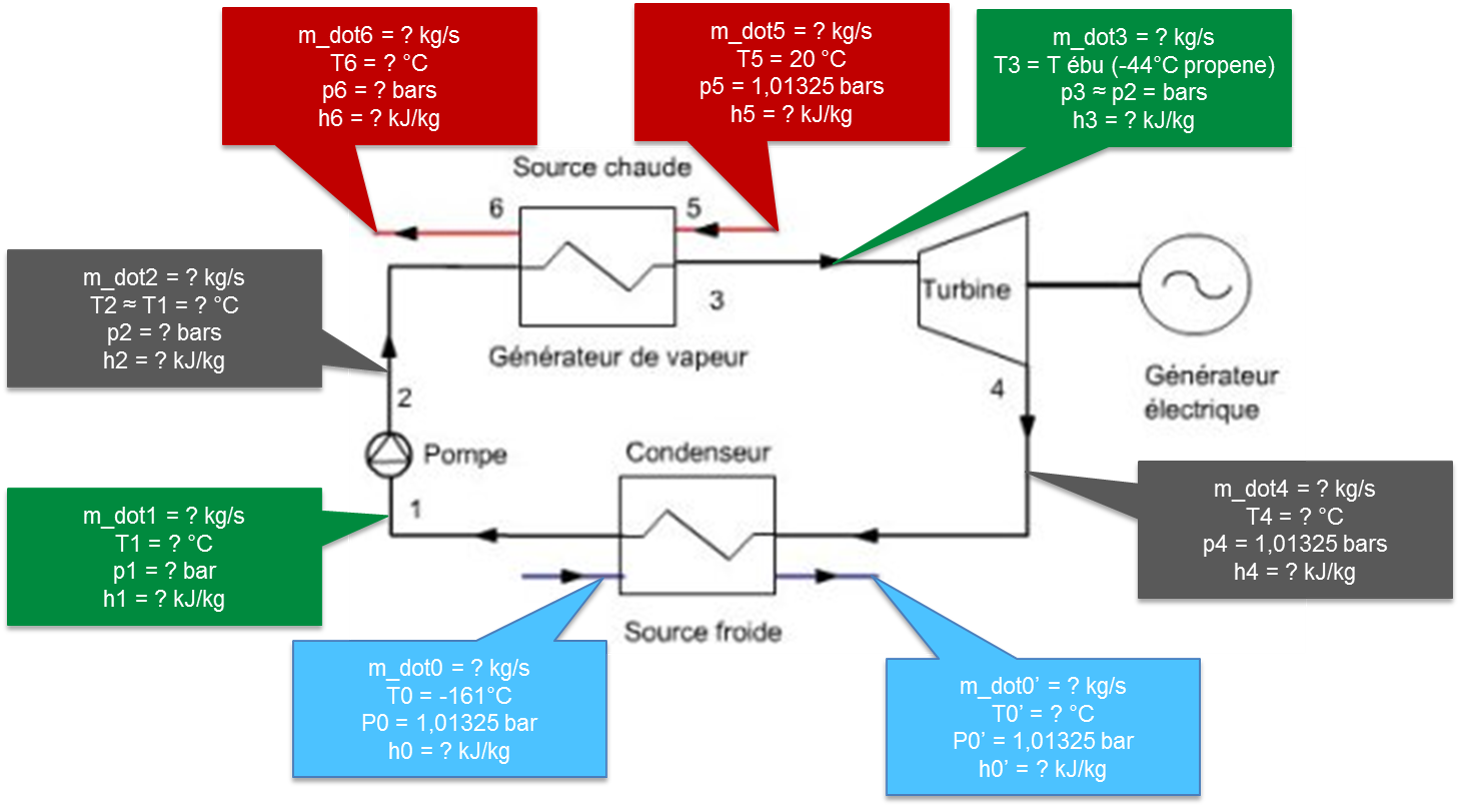 m_dot6 = ? kg/s
T6 = ? °C
p6 = ? bars
h6 = ? kJ/kg
m_dot5 = ? kg/s
T5 = 20 °C
p5 = 1,01325 bars
h5 = ? kJ/kg
m_dot3 = ? kg/s
T3 = T ébu (-44°C propene)
p3 ≈ p2 = bars
h3 = ? kJ/kg
Source chaude
6
5
m_dot2 = ? kg/s
T2 ≈ T1 = ? °C
p2 = ? bars
h2 = ? kJ/kg
3
Turbine
Générateur de vapeur
Générateur
électrique
2
4
Pompe
Condenseur
m_dot4 = ? kg/s
T4 = ? °C
p4 = 1,01325 bars
h4 = ? kJ/kg
m_dot1 = ? kg/s
T1 = ? °C
p1 = ? bar
h1 = ? kJ/kg
1
Source froide
m_dot0 = ? kg/s
T0 = -161°C
P0 = 1,01325 bar
h0 = ? kJ/kg
m_dot0’ = ? kg/s
T0’ = ? °C
P0’ = 1,01325 bar
h0’ = ? kJ/kg